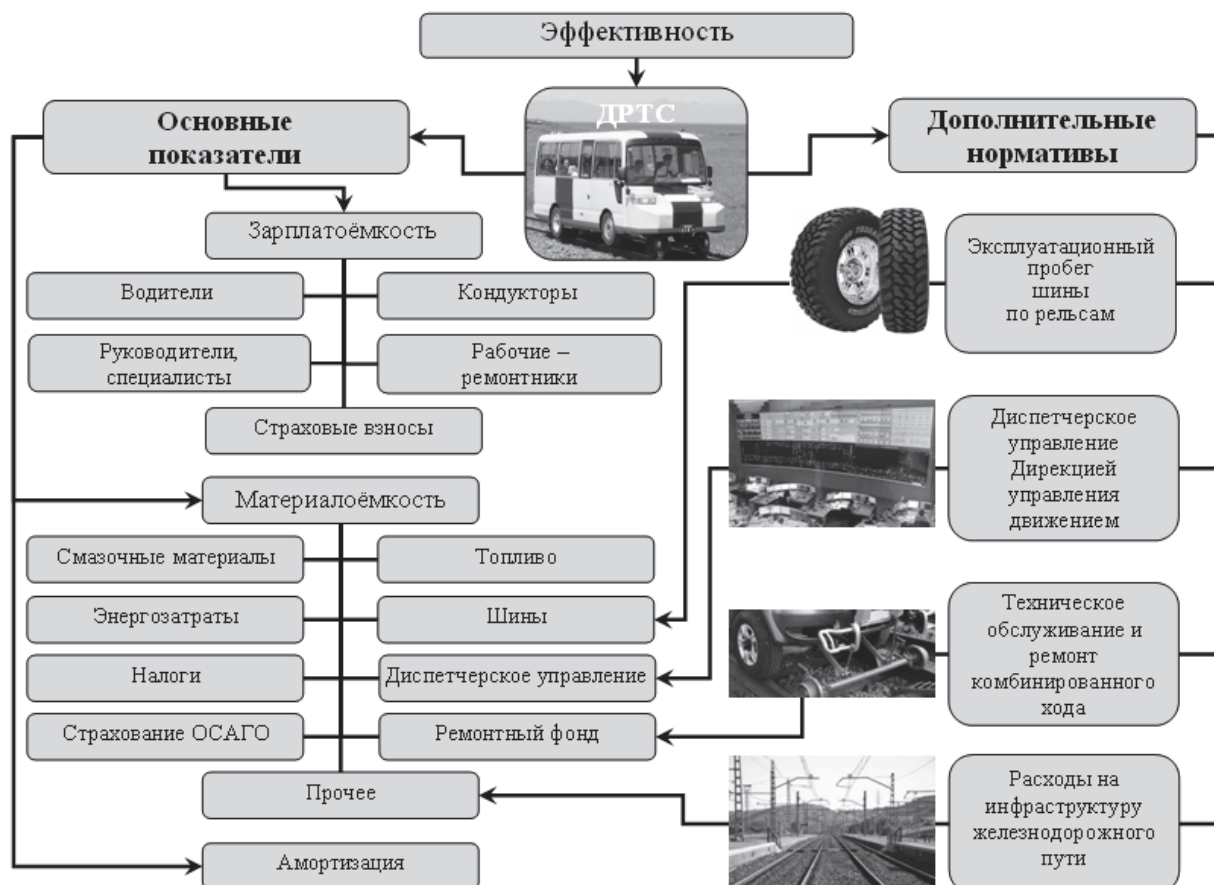 Эффективность
ДРТС
Основные
показатели
Дополнительные
нормативы
Зарплатоёмкость
Водители
Кондукторы
Руководители,
специалисты
Рабочие –
ремонтники
Страховые взносы
Материалоёмкость
Смазочные материалы
Топливо
Энергозатраты
Шины
Налоги
Диспетчерское управление
Страхование ОСАГО
Ремонтный фонд
Прочее
Амортизация
Эксплуатационный
пробег
шины
по рельсам
Диспетчерское
управление
Дирекцией
управления
движением
Техническое
обслуживание и
ремонт
комбинированного
хода
Расходы на
инфраструктуру
железнодорожного
пути